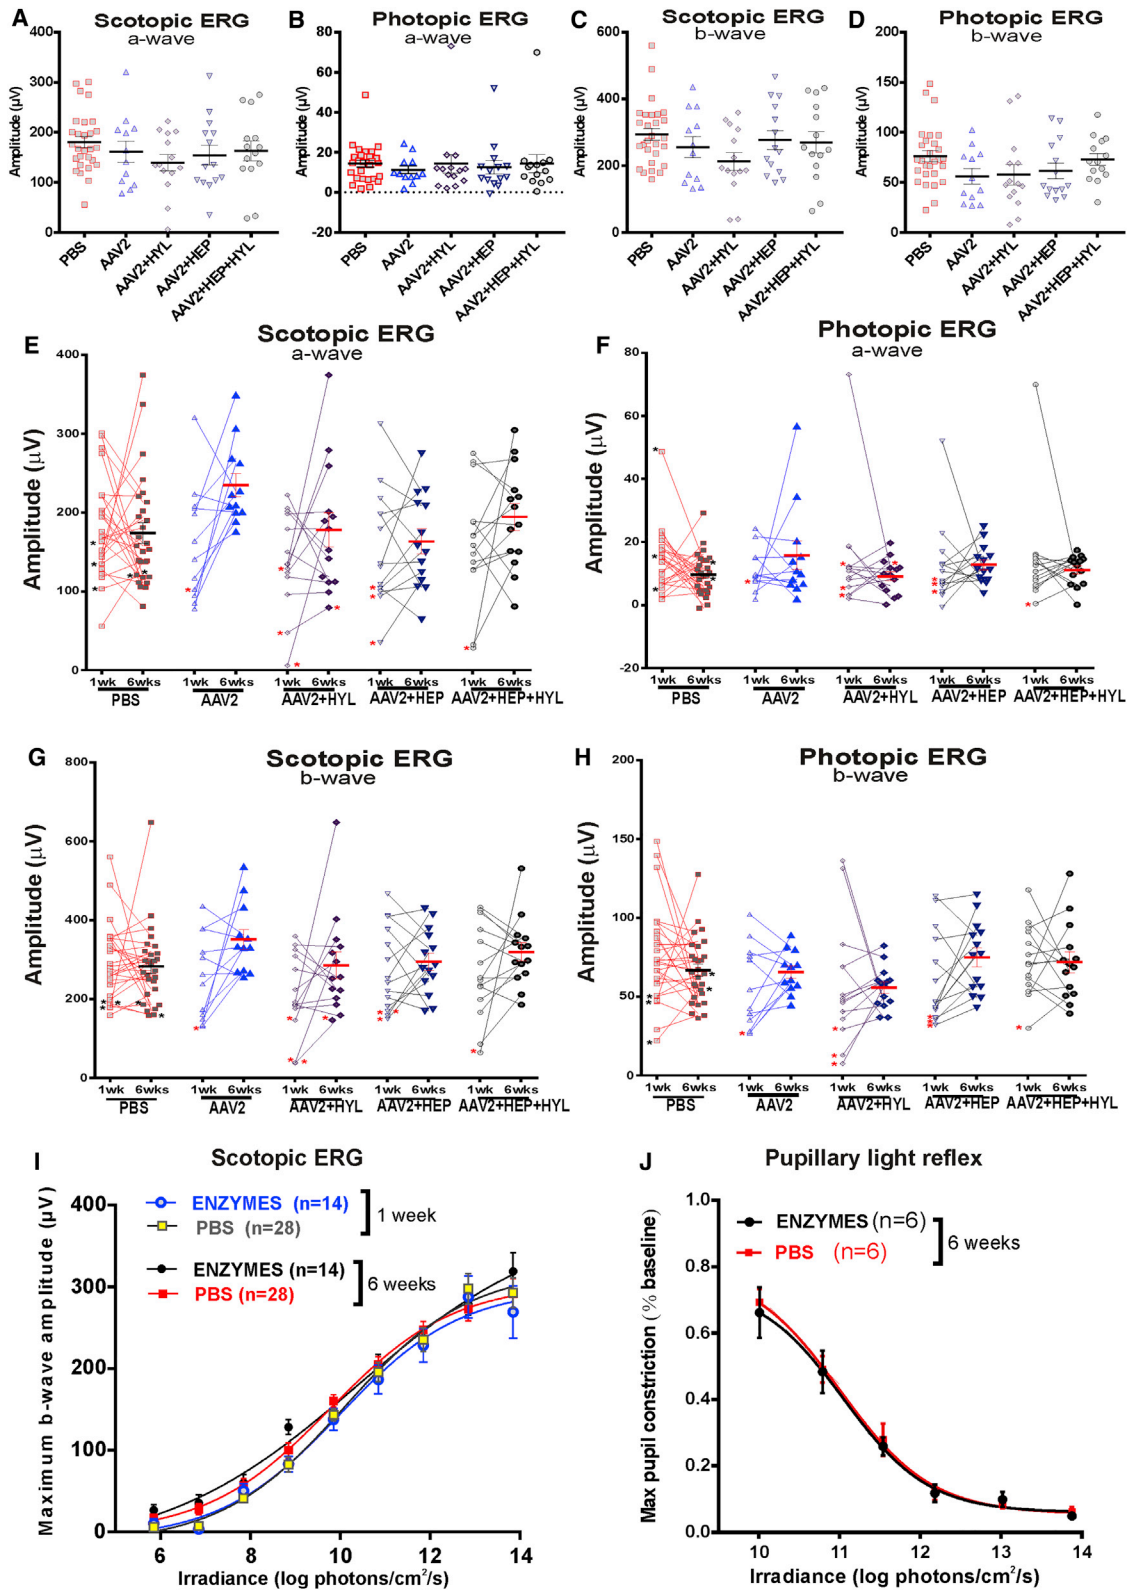 A
Scotopic ERG
a-wave
Amplitude (µV)
400
300
200
100
0
PBS
AAV2
AAV2+HYL
AAV2+HEP
AAV2+HEP+HYL
B
Photopic ERG
a-wave
Amplitude (µV)
80
60
40
20
0
-20
PBS
AAV2
AAV2+HYL
AAV2+HEP
AAV2+HEP+HYL
C
Scotopic ERG
b-wave
Amplitude (µV)
600
400
200
0
PBS
AAV2
AAV2+HYL
AAV2+HEP
AAV2+HEP+HYL
D
Photopic ERG
b-wave
Amplitude (µV)
200
150
100
50
0
PBS
AAV2
AAV2+HYL
AAV2+HEP
AAV2+HEP+HYL
E
Scotopic ERG
a-wave
Amplitude (µV)
400
300
200
100
0
1wk 6wks 1wk 6wks 1wk 6wks 1wk 6wks 1wk 6wks
PBS AAV2 AAV2+HYL AAV2+HEP AAV2+HEP+HYL
F
Photopic ERG
a-wave
Amplitude (µV)
80
60
40
20
0
-20
1wk 6wks 1wk 6wks 1wk 6wks 1wk 6wks 1wk 6wks
PBS AAV2 AAV2+HYL AAV2+HEP AAV2+HEP+HYL
G
Scotopic ERG
b-wave
Amplitude (µV)
800
600
400
200
0
1wk 6wks 1wk 6wks 1wk 6wks 1wk 6wks 1wk 6wks
PBS AAV2 AAV2+HYL AAV2+HEP AAV2+HEP+HYL
H
Photopic ERG
b-wave
Amplitude (µV)
200
150
100
50
0
1wk 6wks 1wk 6wks 1wk 6wks 1wk 6wks 1wk 6wks
PBS AAV2 AAV2+HYL AAV2+HEP AAV2+HEP+HYL
I
Scotopic ERG
ENZYMES (n=14)
PBS (n=28)
1 week
ENZYMES (n=14)
PBS (n=28)
6 weeks
Maximum b-wave amplitude (µV)
400
300
200
100
0
6 8 10 12 14
Irradiance (log photons/cm²/s)
J
Pupillary light reflex
ENZYMES (n=6)
PBS (n=6)
6 weeks
Max pupil constriction (% baseline)
1.0
0.8
0.6
0.4
0.2
0.0
10 11 12 13 14
Irradiance (log photons/cm²/s)